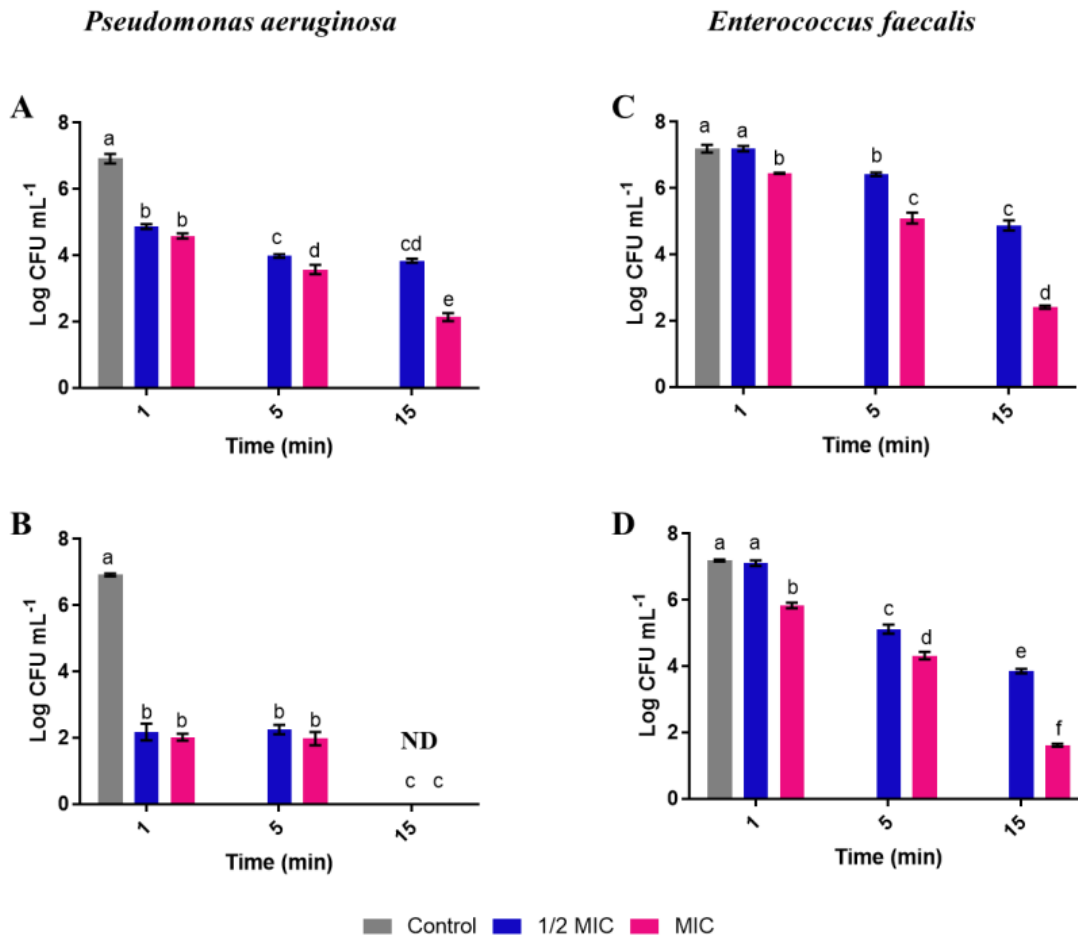 Pseudomonas aeruginosa
Enterococcus faecalis
A
8
6
4
2
0
Log CFU mL-1
a
b b
c d
cd e
1 5 15
Time (min)
C
8
6
4
2
0
Log CFU mL-1
a a b
b c
c d
1 5 15
Time (min)
B
8
6
4
2
0
Log CFU mL-1
a
b b
b b
ND
c c
1 5 15
Time (min)
D
8
6
4
2
0
Log CFU mL-1
a a b
c d
e f
1 5 15
Time (min)
Control 1/2 MIC MIC